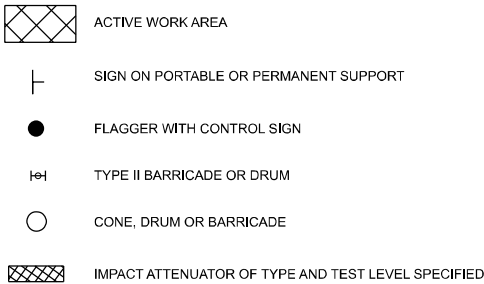 ACTIVE WORK AREA
SIGN ON PORTABLE OR PERMANENT SUPPORT
FLAGGER WITH CONTROL SIGN
TYPE II BARRICADE OR DRUM
CONE, DRUM OR BARRICADE
IMPACT ATTENUATOR OF TYPE AND TEST LEVEL SPECIFIED